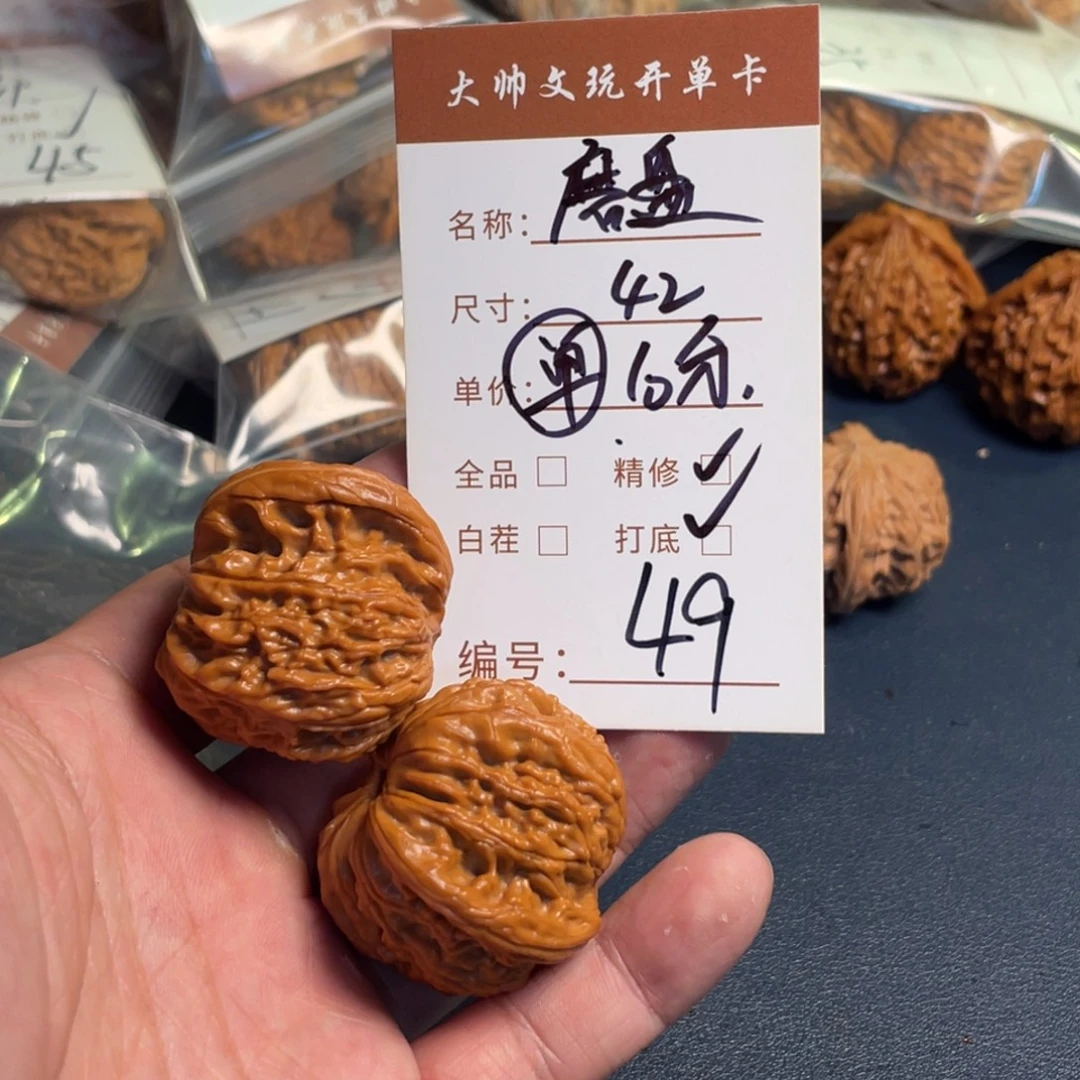 大帅文玩开单卡
名称：磨盘
尺寸：42
单价：单 10元.
全品 □ 精修 ☑
白茬 □ 打底 ☑
编号：49
45